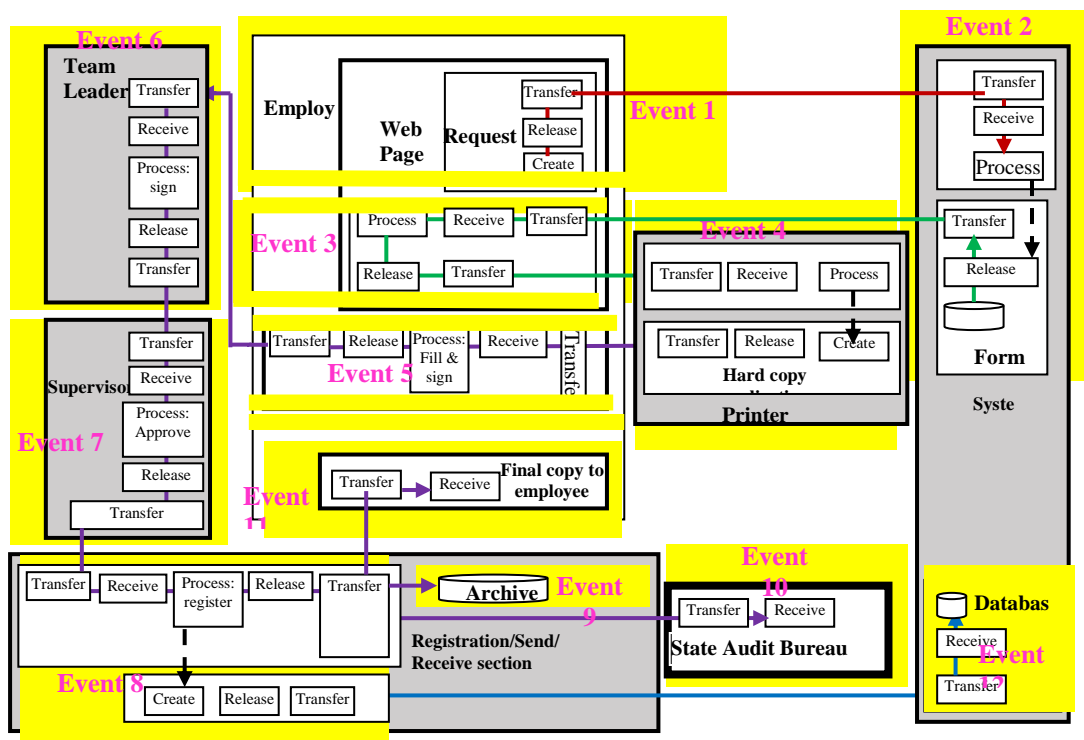 Event 6
Team
Leader
Transfer
Receive
Process:
sign
Release
Transfer
Event 7
Supervisor
Transfer
Receive
Process:
Approve
Release
Transfer
Employ
Web
Page
Request
Transfer
Release
Create
Event 1
Event 2
Transfer
Receive
Process
Transfer
Release
Form
Syste
Event 3
Process
Receive
Transfer
Release
Transfer
Event 4
Transfer
Receive
Process
Transfer
Release
Create
Hard copy
Printer
Transfer
Release
Process:
Fill &
sign
Receive
Transfe
Event 5
Event
11
Transfer
Receive
Final copy to
employee
Transfer
Receive
Process:
register
Release
Transfer
Archive
Event
9
Registration/Send/
Receive section
Event 8
Create
Release
Transfer
Event
10
Transfer
Receive
State Audit Bureau
Databas
Receive
Event
12
Transfer